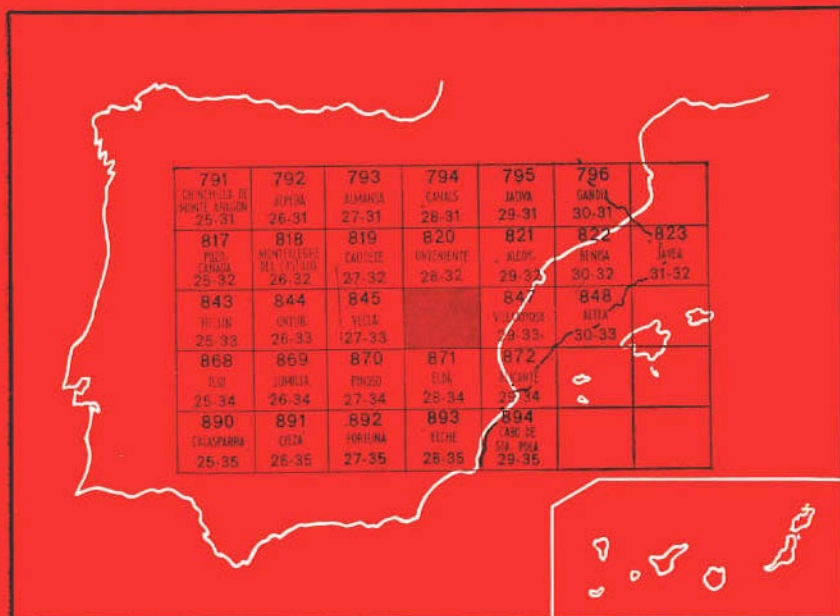 791
CHINCHILLA DE
MONTE ARAGON
25-31
792
ALPERA
26-31
793
ALMANSA
27-31
794
CANALS
28-31
795
JATIVA
29-31
796
GANDIA
30-31
817
POZO-
CAÑADA
25-32
818
MONTEALEGRE
DEL CASTILLO
26-32
819
CAUDETE
27-32
820
ONTENIENTE
28-32
821
ALCOY
29-32
822
BENISA
30-32
823
JAVEA
31-32
843
HELLIN
25-33
844
ONTUR
26-33
845
YECLA
27-33
847
VILLAJOYOSA
29-33
848
ALTEA
30-33
868
ISSO
25-34
869
JUMILLA
26-34
870
PINOSO
27-34
871
ELDA
28-34
872
ALICANTE
29-34
890
CALASPARRA
25-35
891
CIEZA
26-35
892
FORTUNA
27-35
893
ELCHE
28-35
894
CABO DE
STA. POLA
29-35